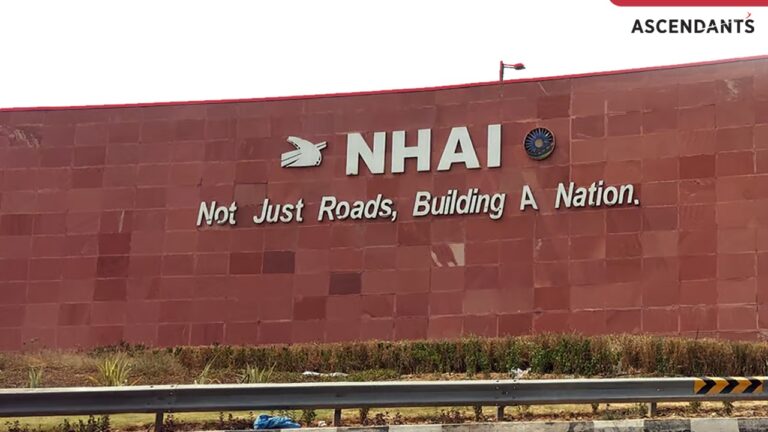 ASCENDANTS
NHAI
Not Just Roads, Building A Nation.